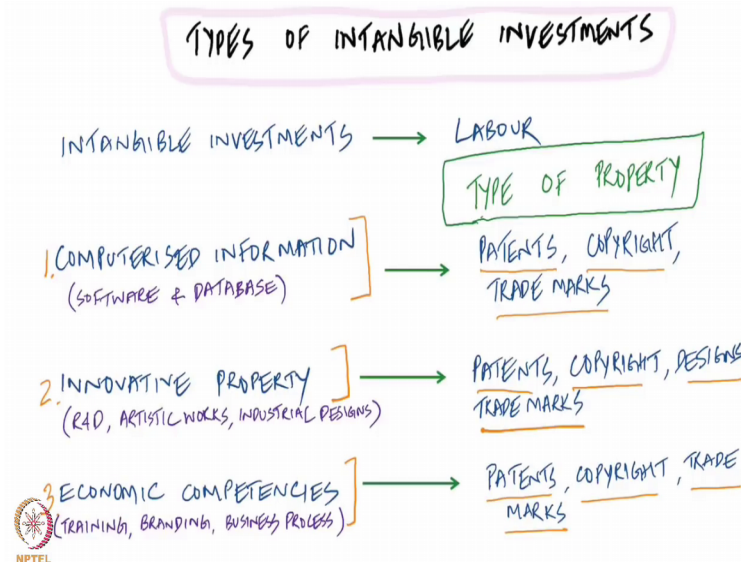 TYPES OF INTANGIBLE INVESTMENTS
INTANGIBLE INVESTMENTS → LABOUR
TYPE OF PROPERTY
1. COMPUTERISED INFORMATION → PATENTS, COPYRIGHT,
(SOFTWARE & DATABASE) TRADE MARKS
2. INNOVATIVE PROPERTY → PATENTS, COPYRIGHT, DESIGNS
(R&D, ARTISTIC WORKS, INDUSTRIAL DESIGNS) TRADE MARKS
3 ECONOMIC COMPETENCIES → PATENTS, COPYRIGHT, TRADE
(TRAINING, BRANDING, BUSINESS PROCESS) MARKS
NPTEL